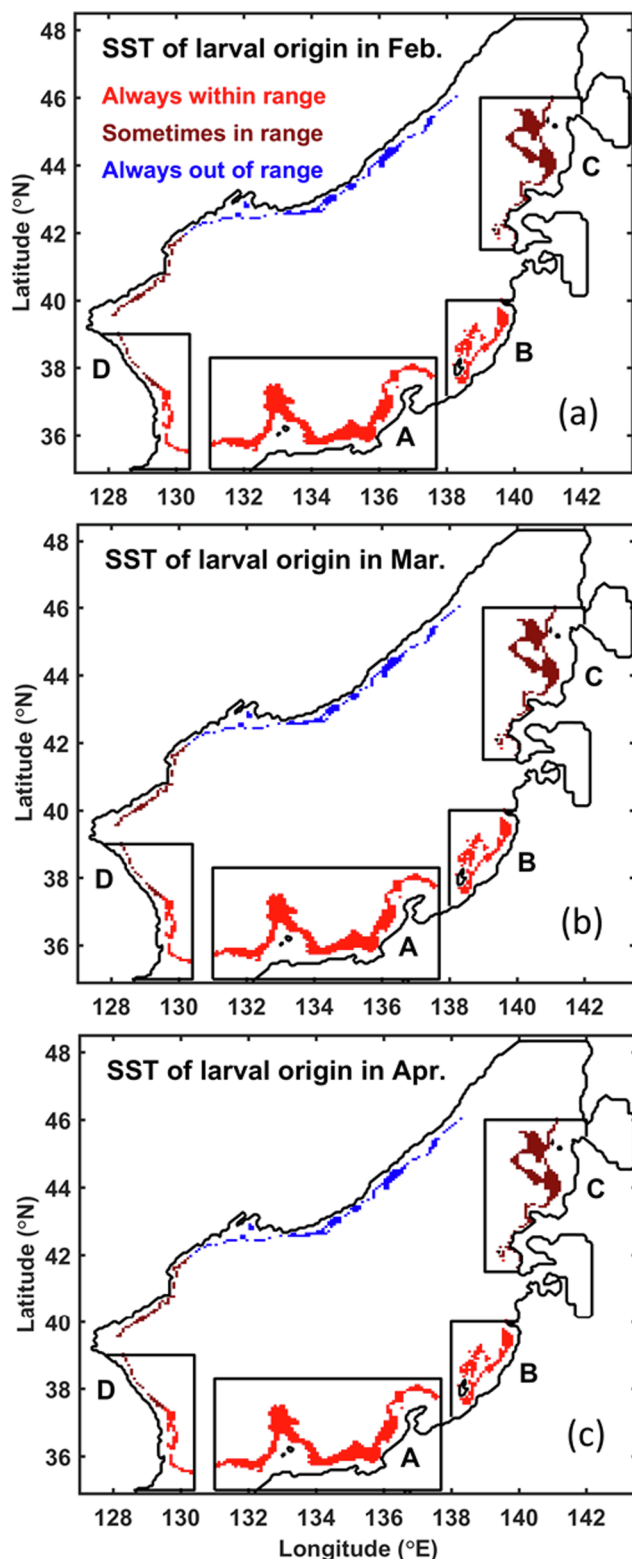 48
SST of larval origin in Feb.
46
Always within range
Sometimes in range
44
Always out of range
C
42
Latitude (°N)
40
D
B
38
A
36
(a)
128 130 132 134 136 138 140 142
48
SST of larval origin in Mar.
46
44
C
42
Latitude (°N)
40
D
B
38
A
36
(b)
128 130 132 134 136 138 140 142
48
SST of larval origin in Apr.
46
44
C
42
Latitude (°N)
40
D
B
38
A
36
(c)
128 130 132 134 136 138 140 142
Longitude (°E)